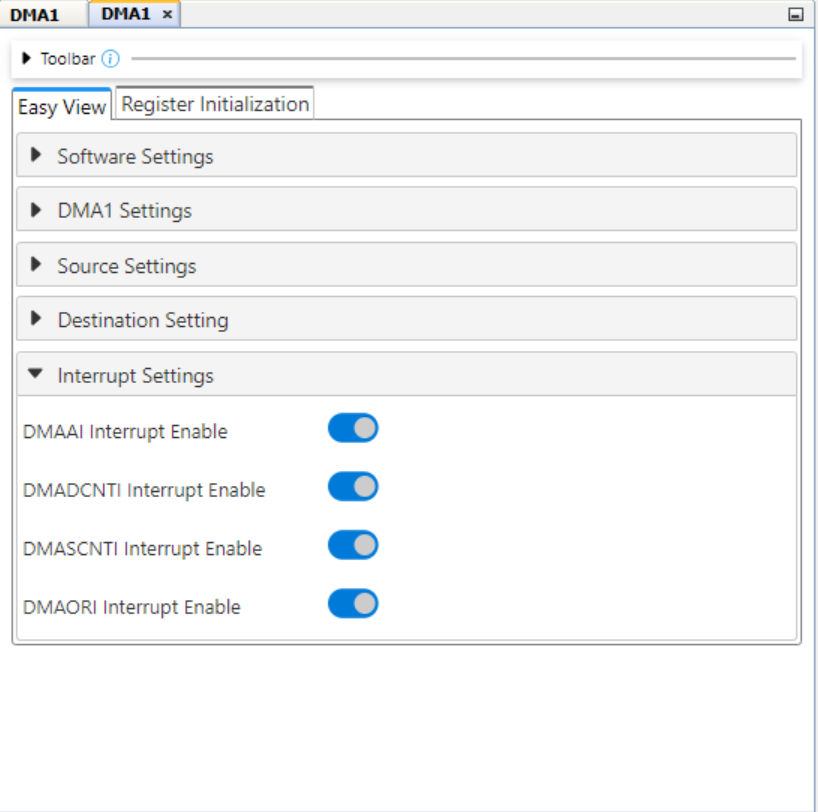 DMA1 DMA1 ×
Toolbar
Easy View Register Initialization
Software Settings
DMA1 Settings
Source Settings
Destination Setting
Interrupt Settings
DMAAI Interrupt Enable
DMADCNTI Interrupt Enable
DMASCNTI Interrupt Enable
DMAORI Interrupt Enable